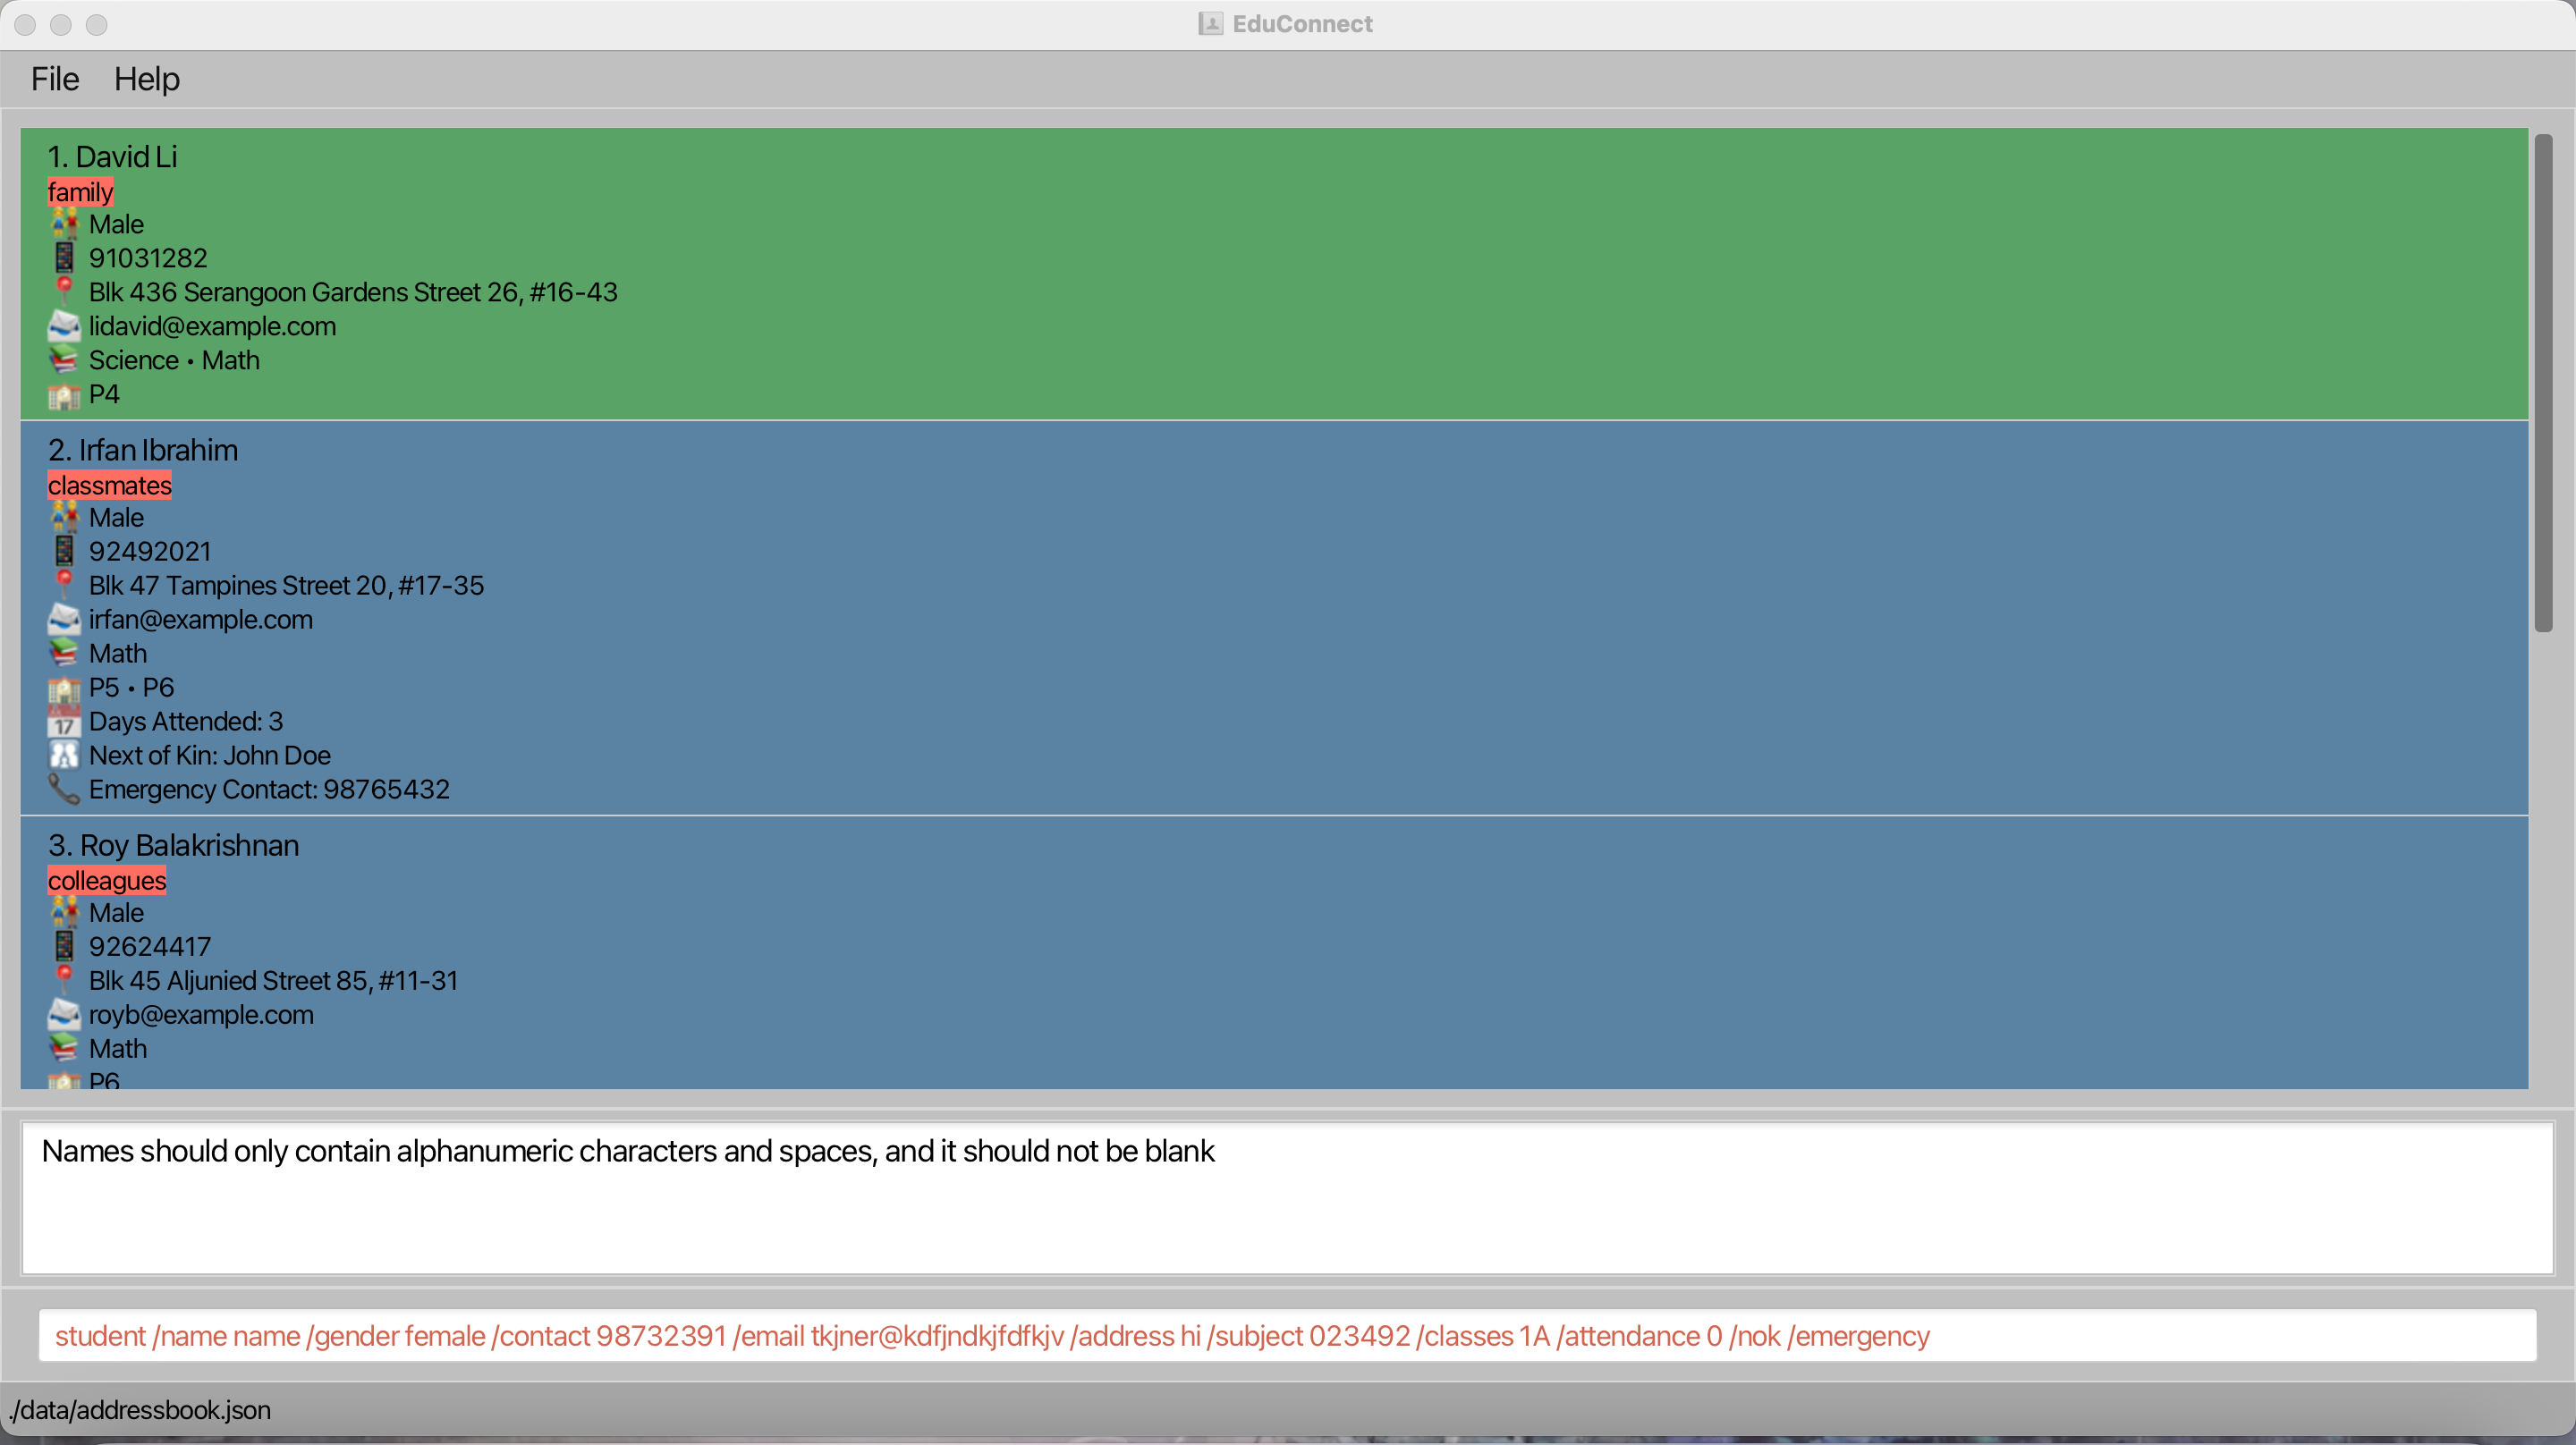 EduConnect
File Help
1. David Li
family
Male
91031282
Blk 436 Serangoon Gardens Street 26, #16-43
lidavid@example.com
Science • Math
P4
2. Irfan Ibrahim
classmates
Male
92492021
Blk 47 Tampines Street 20, #17-35
irfan@example.com
Math
P5 • P6
17 Days Attended: 3
Next of Kin: John Doe
Emergency Contact: 98765432
3. Roy Balakrishnan
colleagues
Male
92624417
Blk 45 Aljunied Street 85, #11-31
royb@example.com
Math
P6
Names should only contain alphanumeric characters and spaces, and it should not be blank
student /name name /gender female /contact 98732391 /email tkjner@kdfjndkjfdfkjv /address hi /subject 023492 /classes 1A /attendance 0 /nok /emergency
./data/addressbook.json